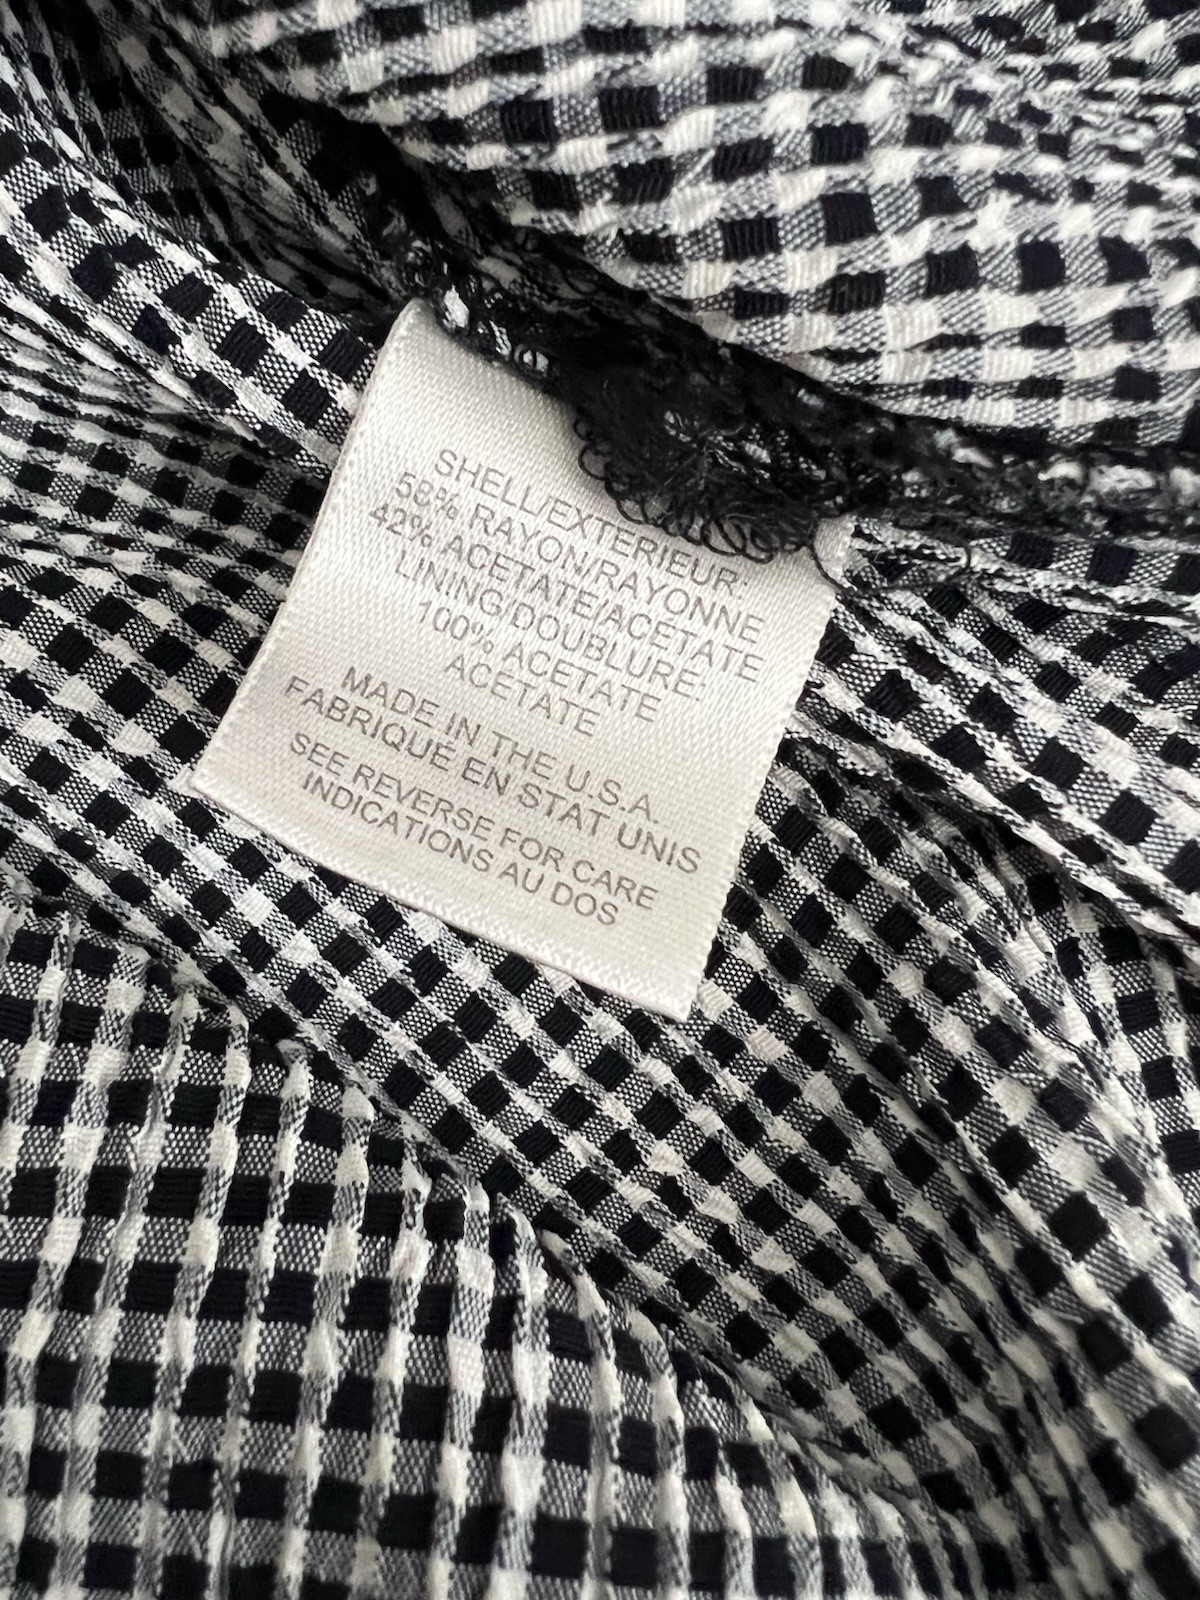 SHELL/EXTERIEUR:
58% RAYON/RAYONNE
42% ACETATE/ACETATE
LINING/DOUBLURE:
100% ACETATE
ACETATE
MADE IN THE U.S.A.
FABRIQUÉ EN STAT UNIS
SEE REVERSE FOR CARE
INDICATIONS AU DOS